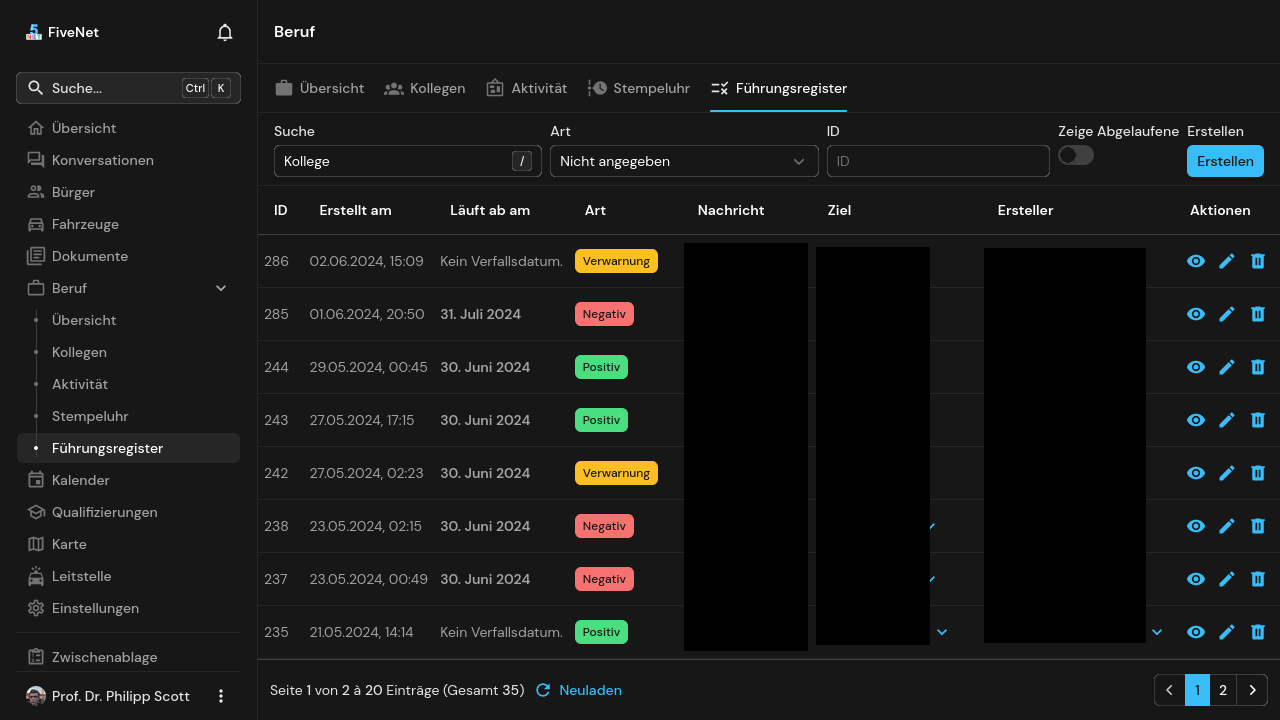 FiveNet
Beruf
Suche...
Ctrl
K
Übersicht
Konversationen
Bürger
Fahrzeuge
Dokumente
Beruf
Übersicht
Kollegen
Aktivität
Stempeluhr
Führungsregister
Kalender
Qualifizierungen
Karte
Leitstelle
Einstellungen
Zwischenablage
Prof. Dr. Philipp Scott
Übersicht Kollegen Aktivität Stempeluhr Führungsregister
Suche Art ID Zeige Abgelaufene Erstellen
Kollege / Nicht angegeben ID Erstellen
ID Erstellt am Läuft ab am Art Nachricht Ziel Ersteller Aktionen
286 02.06.2024, 15:09 Kein Verfallsdatum. Verwarnung
285 01.06.2024, 20:50 31. Juli 2024 Negativ
244 29.05.2024, 00:45 30. Juni 2024 Positiv
243 27.05.2024, 17:15 30. Juni 2024 Positiv
242 27.05.2024, 02:23 30. Juni 2024 Verwarnung
238 23.05.2024, 02:15 30. Juni 2024 Negativ
237 23.05.2024, 00:49 30. Juni 2024 Negativ
235 21.05.2024, 14:14 Kein Verfallsdatum. Positiv
Seite 1 von 2 à 20 Einträge (Gesamt 35) Neuladen
1 2